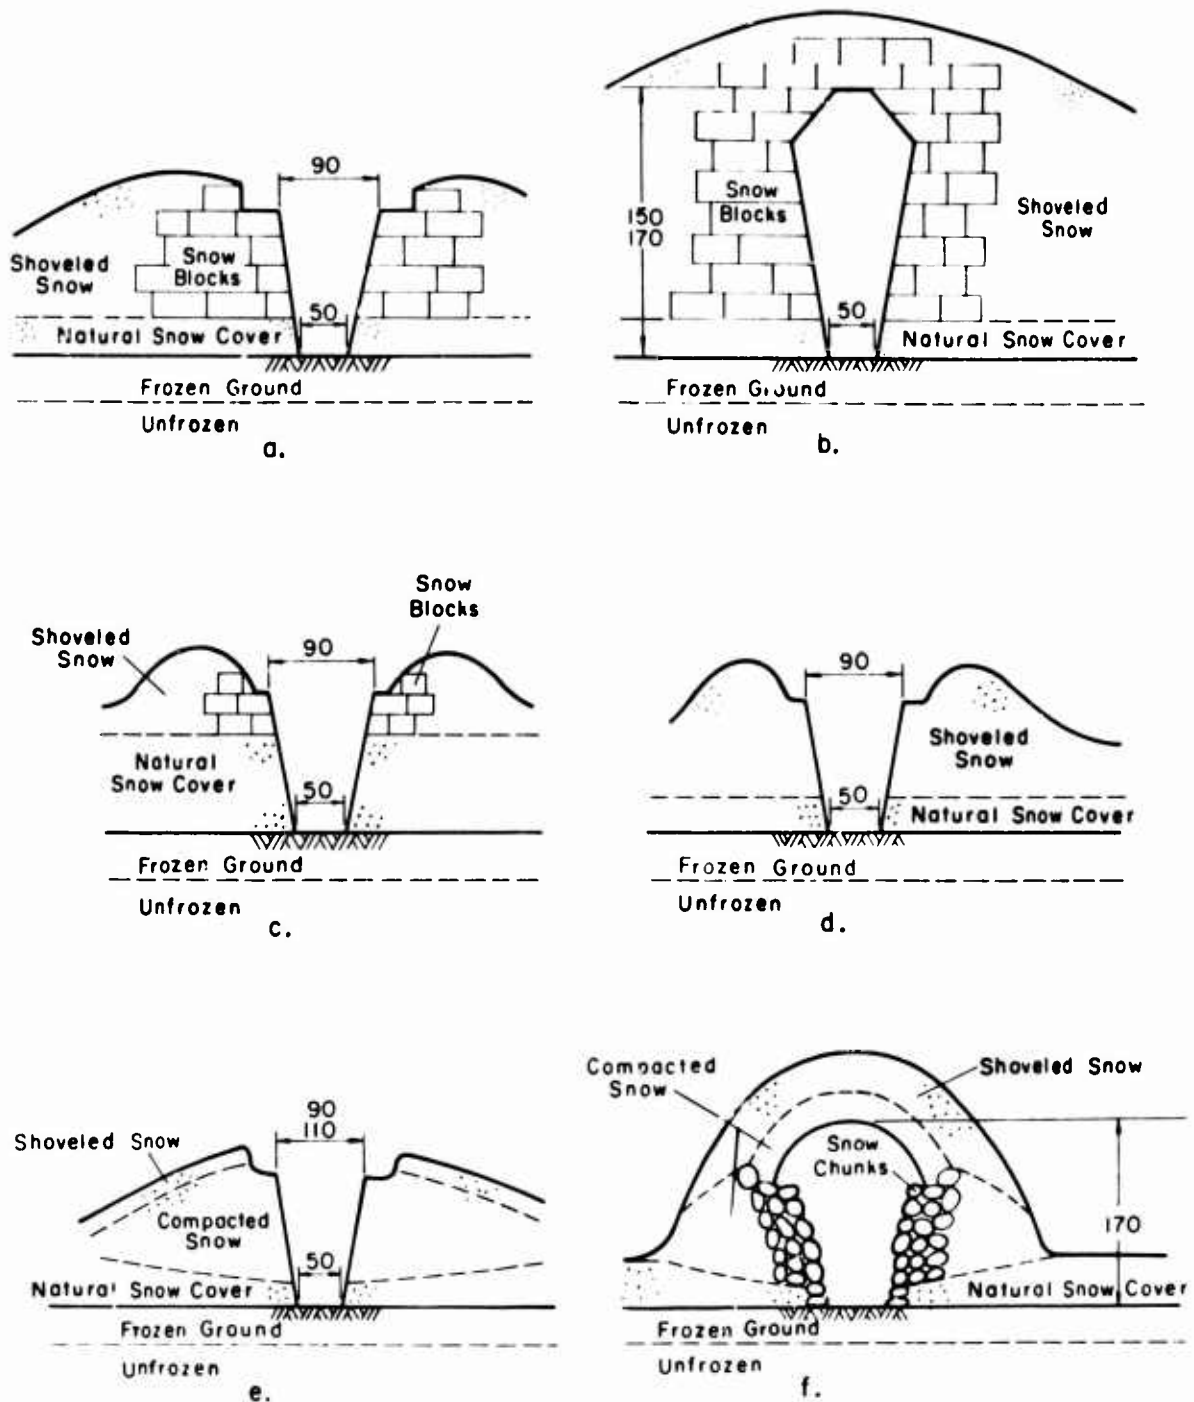 90
Shoveled
Snow
Snow
Blocks
50
Natural Snow Cover
Frozen Ground
Unfrozen
a.
150
170
Snow
Blocks
Shoveled
Snow
50
Natural Snow Cover
Frozen Ground
Unfrozen
b.
Snow
Blocks
Shoveled
Snow
90
Natural
Snow Cover
50
Frozen Ground
Unfrozen
c.
90
Shoveled
Snow
50
Natural Snow Cover
Frozen Ground
Unfrozen
d.
90
110
Shoveled Snow
Compacted
Snow
50
Natural Snow Cover
Frozen Ground
Unfrozen
e.
Compacted
Snow
Shoveled Snow
Snow
Chunks
170
Natural Snow Cover
Frozen Ground
Unfrozen
f.